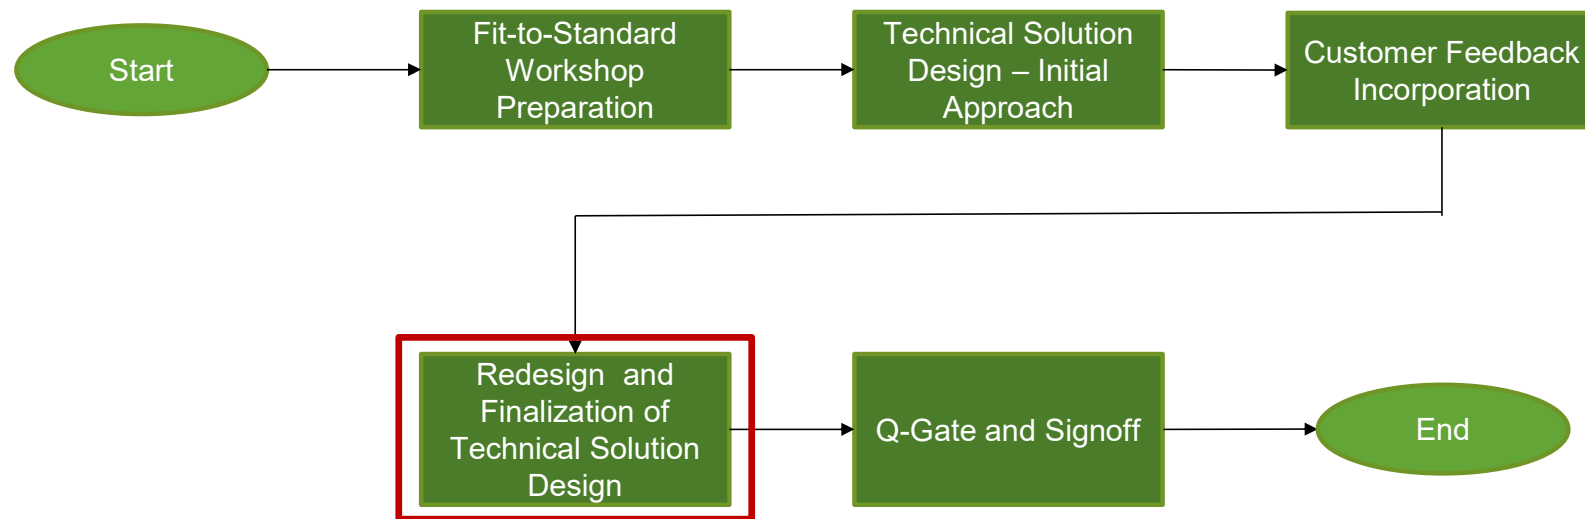 Start
Fit-to-Standard
Workshop
Preparation
Technical Solution
Design – Initial
Approach
Customer Feedback
Incorporation
Redesign  and
Finalization of
Technical Solution
Design
Q-Gate and Signoff
End